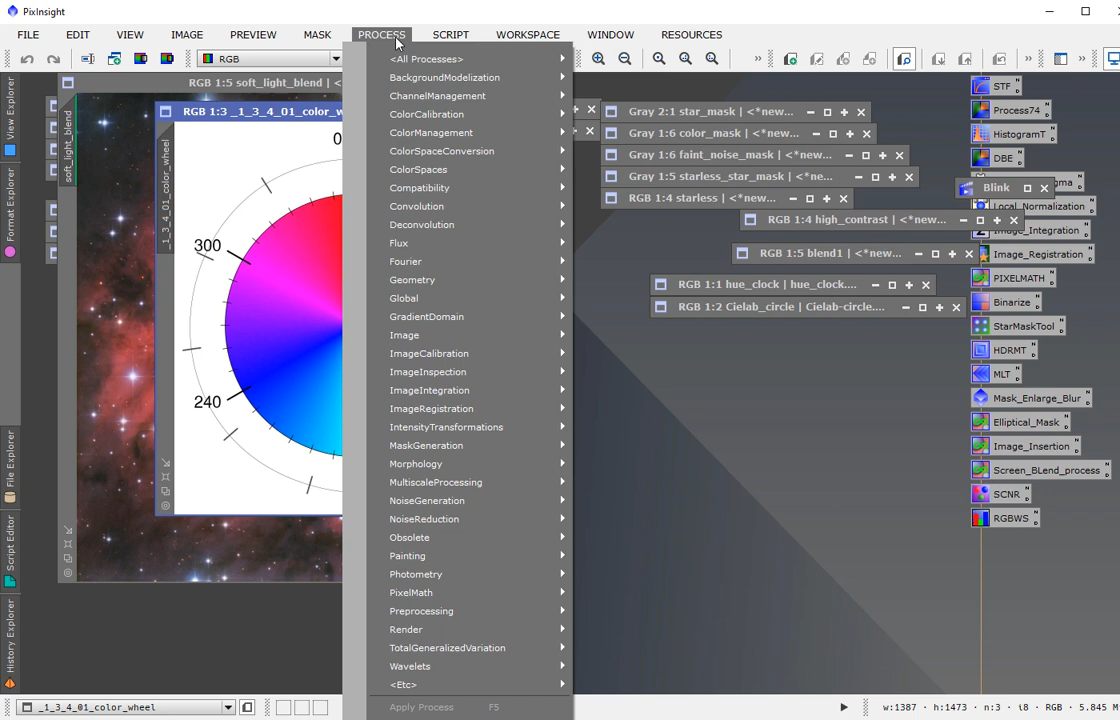 PixInsight
FILE EDIT VIEW IMAGE PREVIEW MASK PROCESS SCRIPT WORKSPACE WINDOW RESOURCES
RGB
»
»
View Explorer
Format Explorer
File Explorer
Script Editor
History Explorer
RGB 1:5 soft_light_blend | <
soft_light_blend
RGB 1:3 _1_3_4_01_color_w
_1_3_4_01_color_wheel
0
300
240
<All Processes>
BackgroundModelization
ChannelManagement
ColorCalibration
ColorManagement
ColorSpaceConversion
ColorSpaces
Compatibility
Convolution
Deconvolution
Flux
Fourier
Geometry
Global
GradientDomain
Image
ImageCalibration
ImageInspection
ImageIntegration
ImageRegistration
IntensityTransformations
MaskGeneration
Morphology
MultiscaleProcessing
NoiseGeneration
NoiseReduction
Obsolete
Painting
Photometry
PixelMath
Preprocessing
Render
TotalGeneralizedVariation
Wavelets
<Etc>
Apply Process F5
Gray 2:1 star_mask | <*new...
Gray 1:6 color_mask | <*new...
Gray 1:6 faint_noise_mask | <*new...
Gray 1:5 starless_star_mask | <*ne...
RGB 1:4 starless | <*new...
RGB 1:4 high_contrast | <*new...
RGB 1:5 blend1 | <*new...
RGB 1:1 hue_clock | hue_clock....
RGB 1:2 Cielab_circle | Cielab-circle....
STF
Process74
HistogramT
DBE
Blink
Local_Normalization
Image_Integration
Image_Registration
PIXELMATH
Binarize
StarMaskTool
HDRMT
MLT
Mask_Enlarge_Blur
Elliptical_Mask
Image_Insertion
Screen_BLend_process
SCNR
RGBWS
_1_3_4_01_color_wheel
w:1387 | h:1473 | n:3 | i8 | RGB | 5.845 M